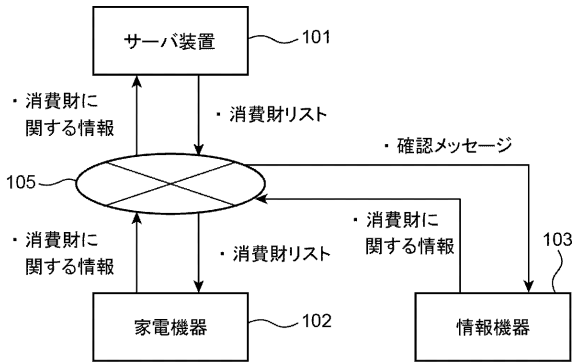 サーバ装置
101
・消費財に
関する情報
・消費財リスト
・確認メッセージ
105
・消費財に
関する情報
・消費財に
関する情報
・消費財リスト
103
家電機器
102
情報機器